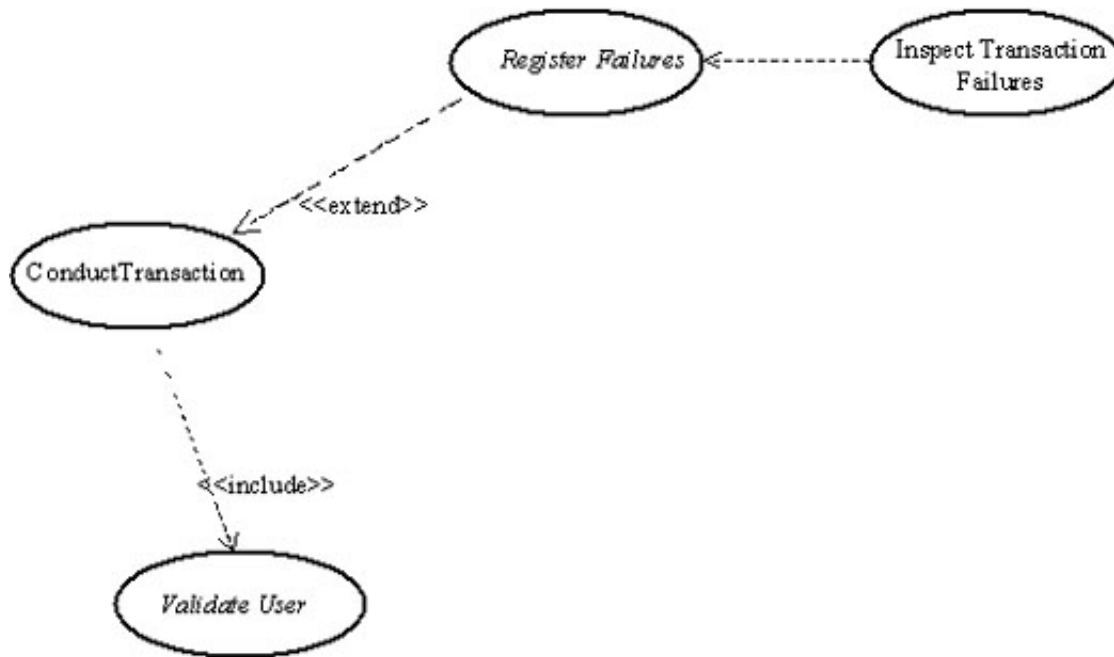 Register Failures
Inspect Transaction
Failures
<<extend>>
ConductTransaction
<<include>>
Validate User